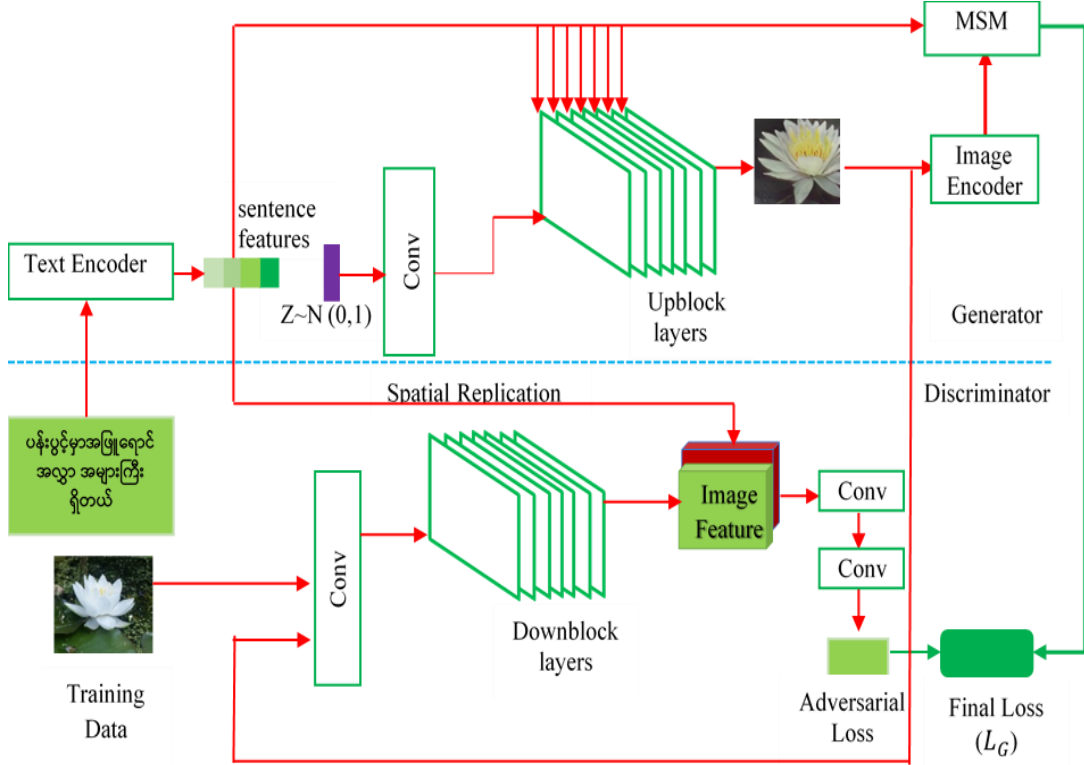 MSM
Image
Encoder
sentence
features
Text Encoder
Conv
Z~N (0,1)
Upblock
layers
Generator
Spatial Replication
Discriminator
ပန်းပွင့်မှာအဖြူရောင်
အလွှာ အများကြီး
ရှိတယ်
Image
Feature
Conv
Conv
Conv
Downblock
layers
Training
Data
Adversarial
Loss
Final Loss
(L_G)